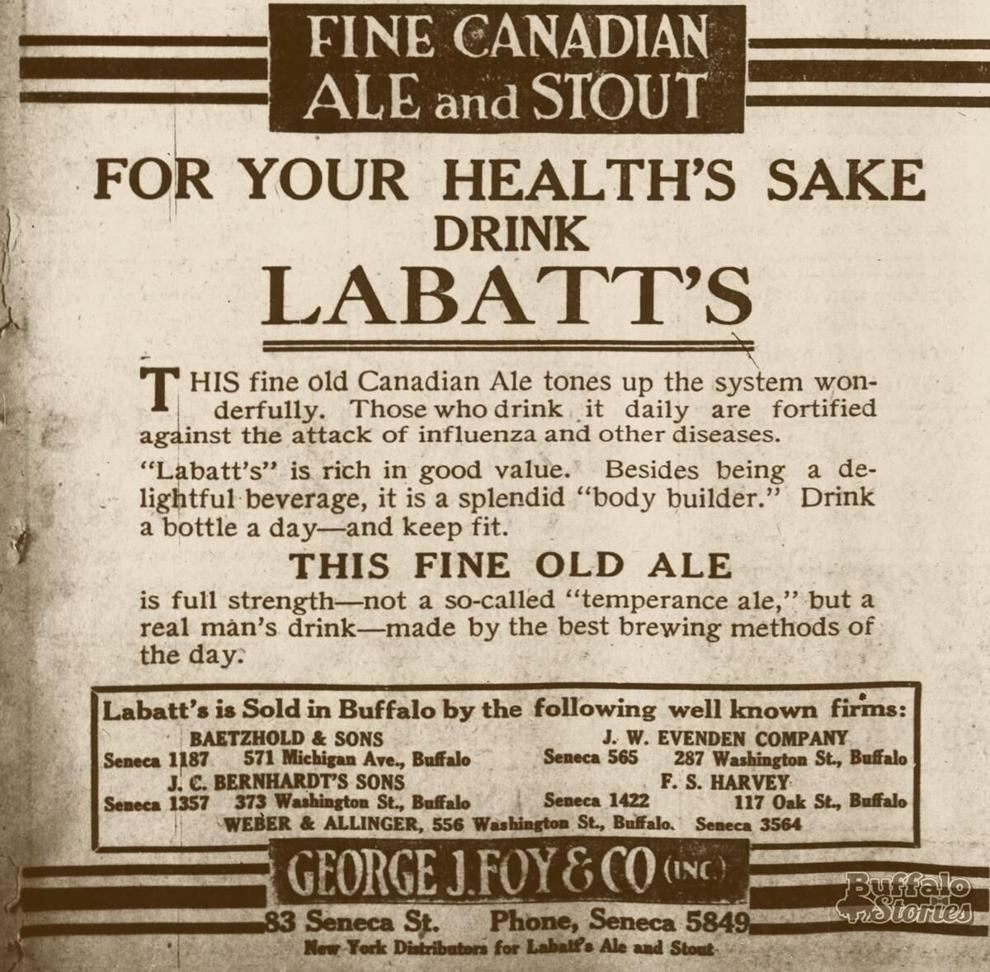 FINE CANADIAN
ALE and STOUT
FOR YOUR HEALTH'S SAKE
DRINK
LABATT'S
THIS fine old Canadian Ale tones up the system won-
derfully. Those who drink it daily are fortified
against the attack of influenza and other diseases.
"Labatt's" is rich in good value. Besides being a de-
lightful beverage, it is a splendid "body builder." Drink
a bottle a day—and keep fit.
THIS FINE OLD ALE
is full strength—not a so-called "temperance ale," but a
real man's drink—made by the best brewing methods of
the day.
Labatt's is Sold in Buffalo by the following well known firms:
BAETZHOLD & SONS
Seneca 1187 571 Michigan Ave., Buffalo
J. C. BERNHARDT'S SONS
Seneca 1357 373 Washington St., Buffalo
J. W. EVENDEN COMPANY
Seneca 565 287 Washington St., Buffalo
F. S. HARVEY
Seneca 1422 117 Oak St., Buffalo
WEBER & ALLINGER, 556 Washington St., Buffalo. Seneca 3564
GEORGE J. FOY & CO (INC.)
83 Seneca St. Phone, Seneca 5849
New York Distributors for Labatt's Ale and Stout
Buffalo
Stories